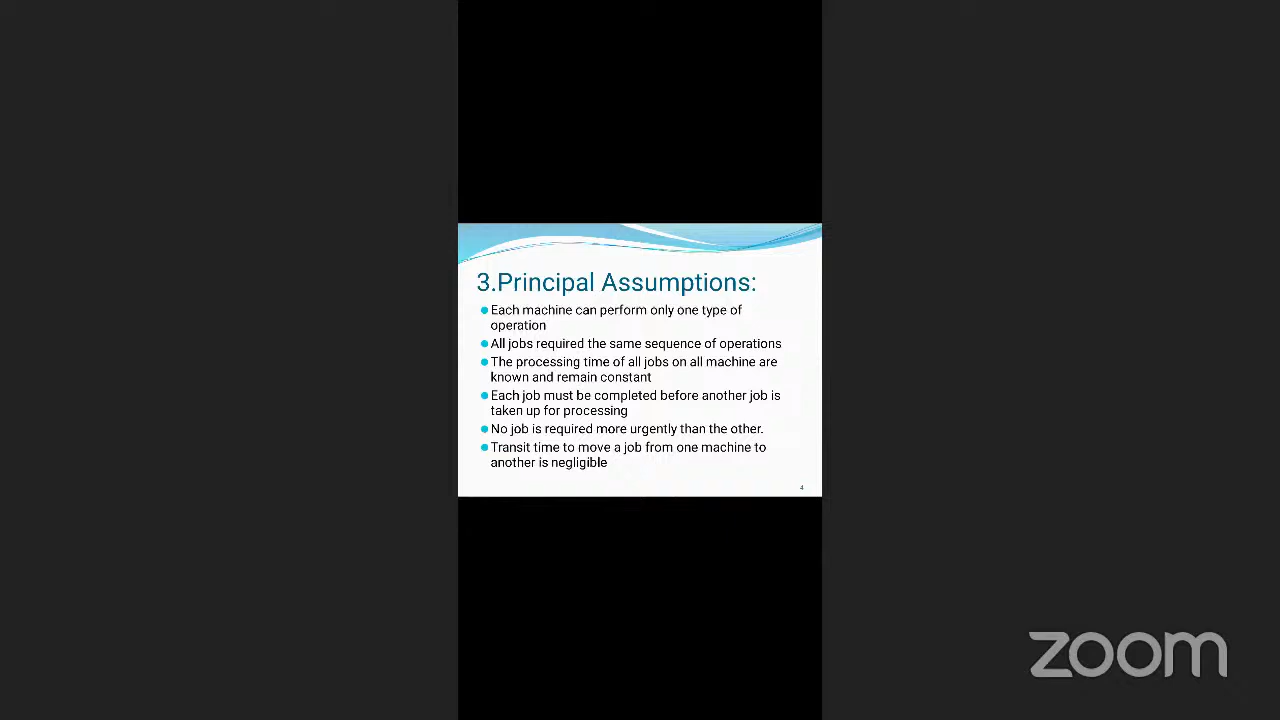 3.Principal Assumptions:
Each machine can perform only one type of
operation
All jobs required the same sequence of operations
The processing time of all jobs on all machine are
known and remain constant
Each job must be completed before another job is
taken up for processing
No job is required more urgently than the other.
Transit time to move a job from one machine to
another is negligible
4
zoom